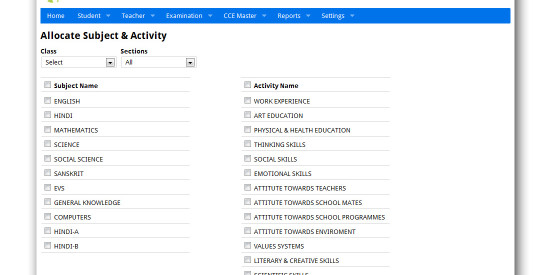 Home Student Teacher Examination CCE Master Reports Settings
Allocate Subject & Activity
Class Sections
Select All
Subject Name Activity Name
ENGLISH WORK EXPERIENCE
HINDI ART EDUCATION
MATHEMATICS PHYSICAL & HEALTH EDUCATION
SCIENCE THINKING SKILLS
SOCIAL SCIENCE SOCIAL SKILLS
SANSKRIT EMOTIONAL SKILLS
EVS ATTITUTE TOWARDS TEACHERS
GENERAL KNOWLEDGE ATTITUTE TOWARDS SCHOOL MATES
COMPUTERS ATTITUTE TOWARDS SCHOOL PROGRAMMES
HINDI-A ATTITUTE TOWARDS ENVIROMENT
HINDI-B VALUES SYSTEMS
LITERARY & CREATIVE SKILLS
SCIENTIFIC SKILLS